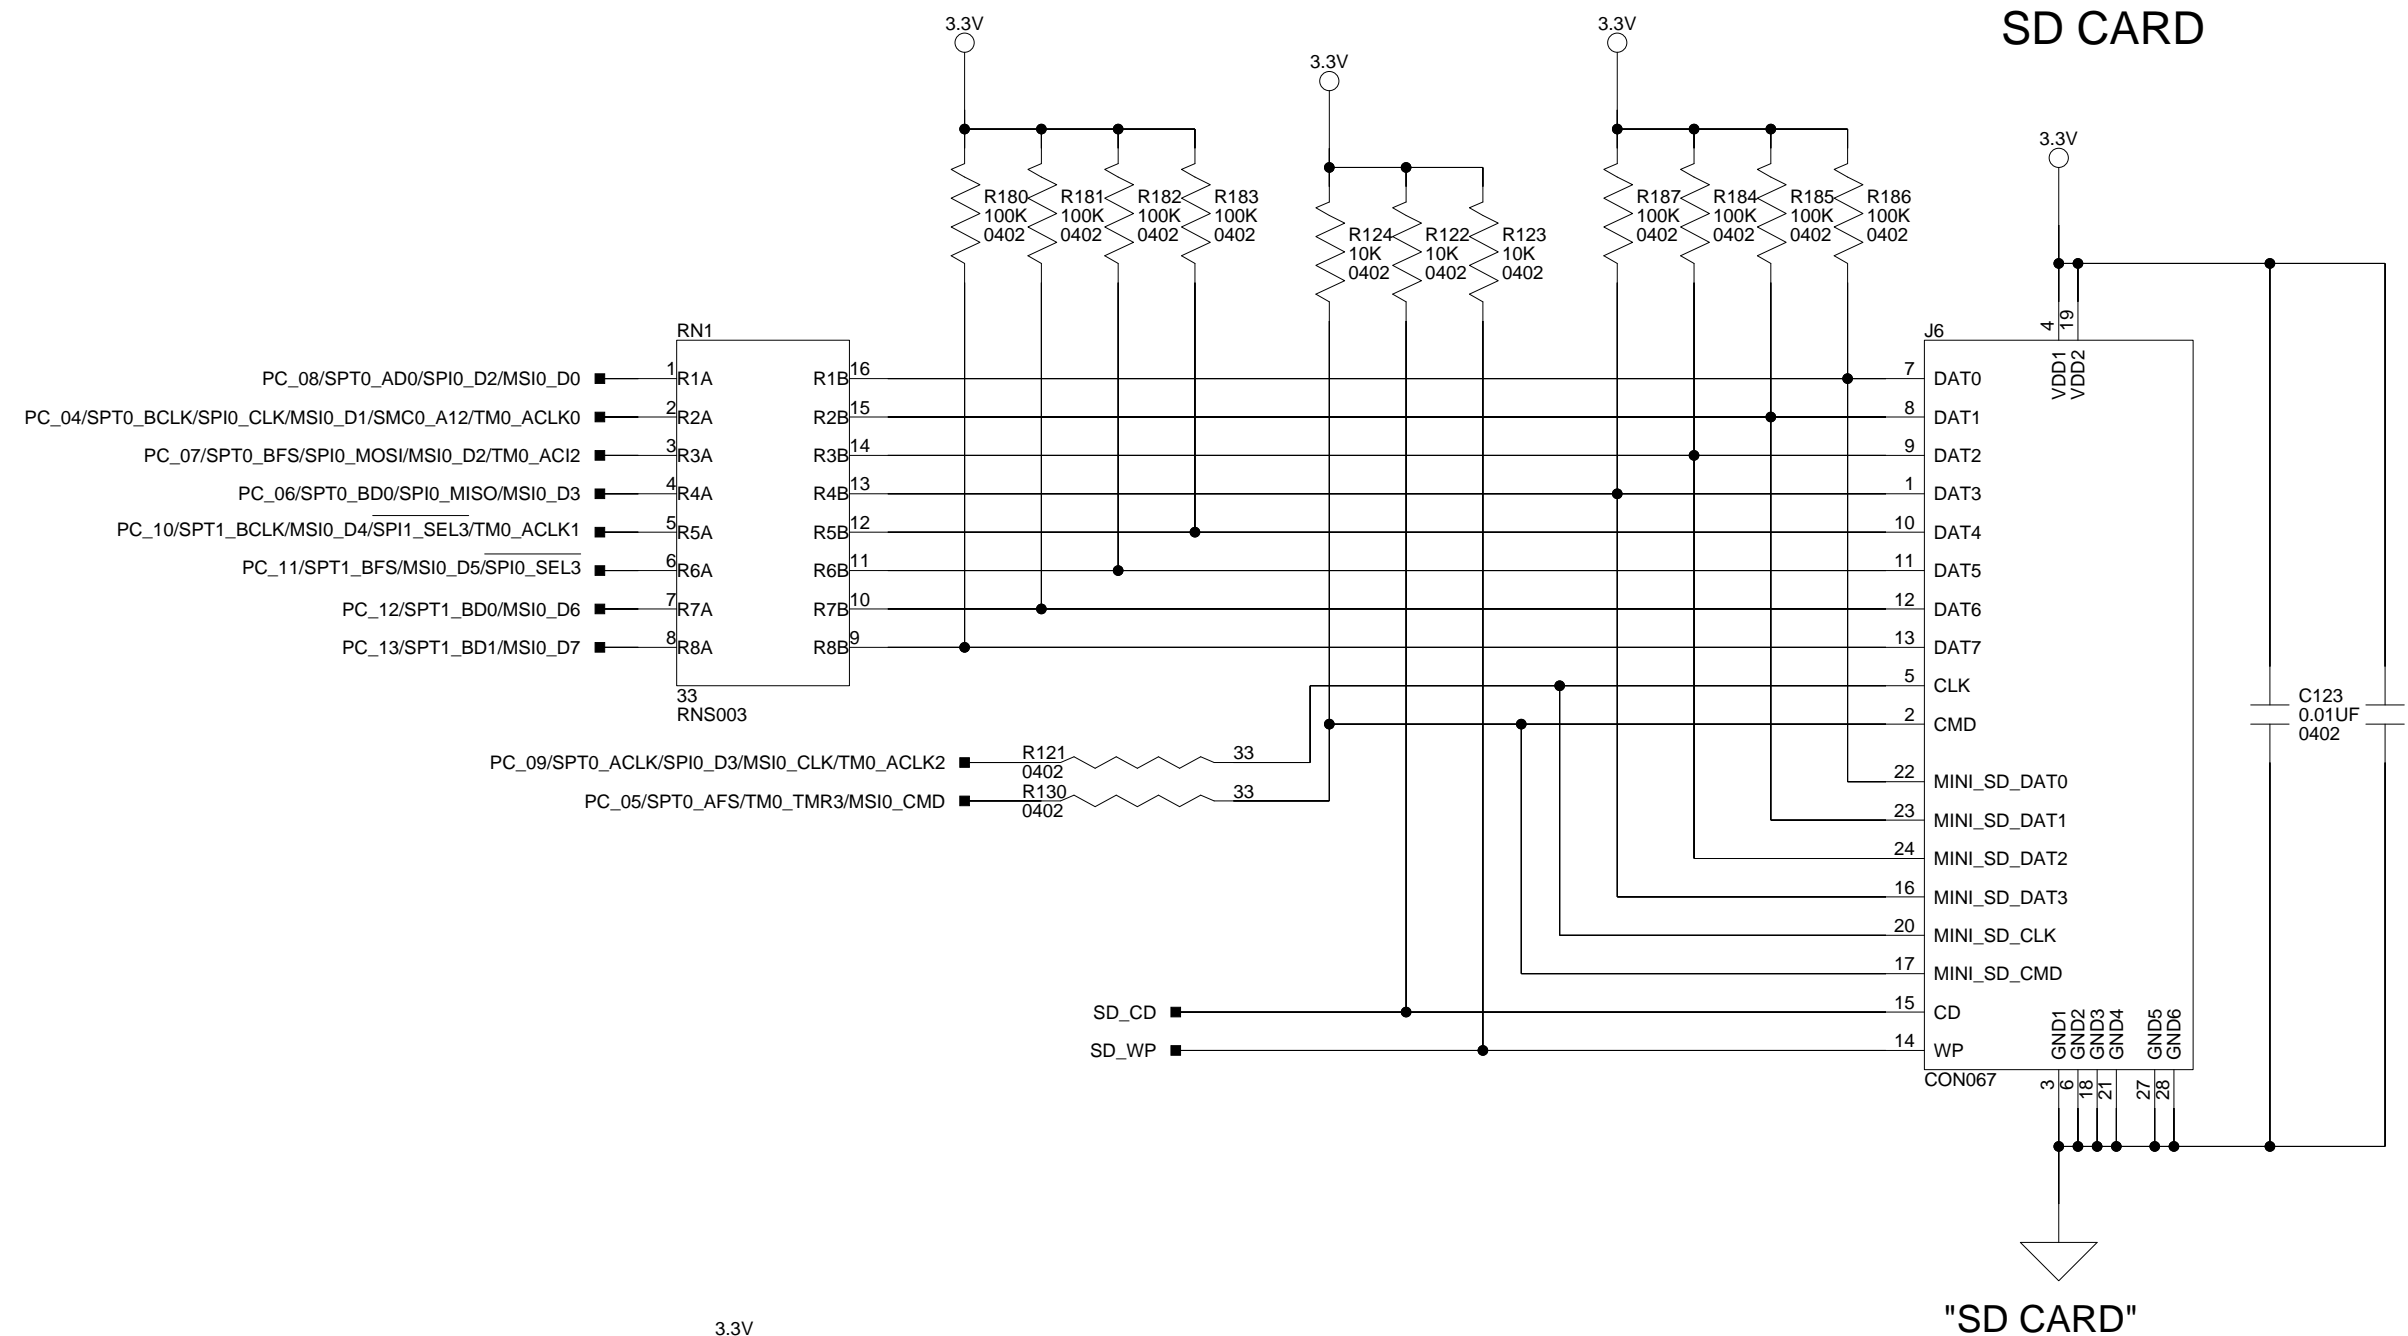 SD CARD
3.3V
3.3V
3.3V
3.3V
R180
100K
0402
R181
100K
0402
R182
100K
0402
R183
100K
0402
R124
10K
0402
R122
10K
0402
R123
10K
0402
R187
100K
0402
R184
100K
0402
R185
100K
0402
R186
100K
0402
RN1
PC_08/SPT0_AD0/SPI0_D2/MSI0_D0
1
R1A
R1B
16
PC_04/SPT0_BCLK/SPI0_CLK/MSI0_D1/SMC0_A12/TM0_ACLK0
2
R2A
R2B
15
PC_07/SPT0_BFS/SPI0_MOSI/MSI0_D2/TM0_ACI2
3
R3A
R3B
14
PC_06/SPT0_BD0/SPI0_MISO/MSI0_D3
4
R4A
R4B
13
PC_10/SPT1_BCLK/MSI0_D4/SPI1_SEL3/TM0_ACLK1
5
R5A
R5B
12
PC_11/SPT1_BFS/MSI0_D5/SPI0_SEL3
6
R6A
R6B
11
PC_12/SPT1_BD0/MSI0_D6
7
R7A
R7B
10
PC_13/SPT1_BD1/MSI0_D7
8
R8A
R8B
9
33
RNS003
PC_09/SPT0_ACLK/SPI0_D3/MSI0_CLK/TM0_ACLK2
R121
0402
33
PC_05/SPT0_AFS/TM0_TMR3/MSI0_CMD
R130
0402
33
SD_CD
SD_WP
J6
4
VDD1
19
VDD2
7
DAT0
8
DAT1
9
DAT2
1
DAT3
10
DAT4
11
DAT5
12
DAT6
13
DAT7
5
CLK
2
CMD
22
MINI_SD_DAT0
23
MINI_SD_DAT1
24
MINI_SD_DAT2
16
MINI_SD_DAT3
20
MINI_SD_CLK
17
MINI_SD_CMD
15
CD
14
WP
GND1
GND2
GND3
GND4
GND5
GND6
CON067
3
6
18
21
27
28
C123
0.01UF
0402
"SD CARD"
3.3V